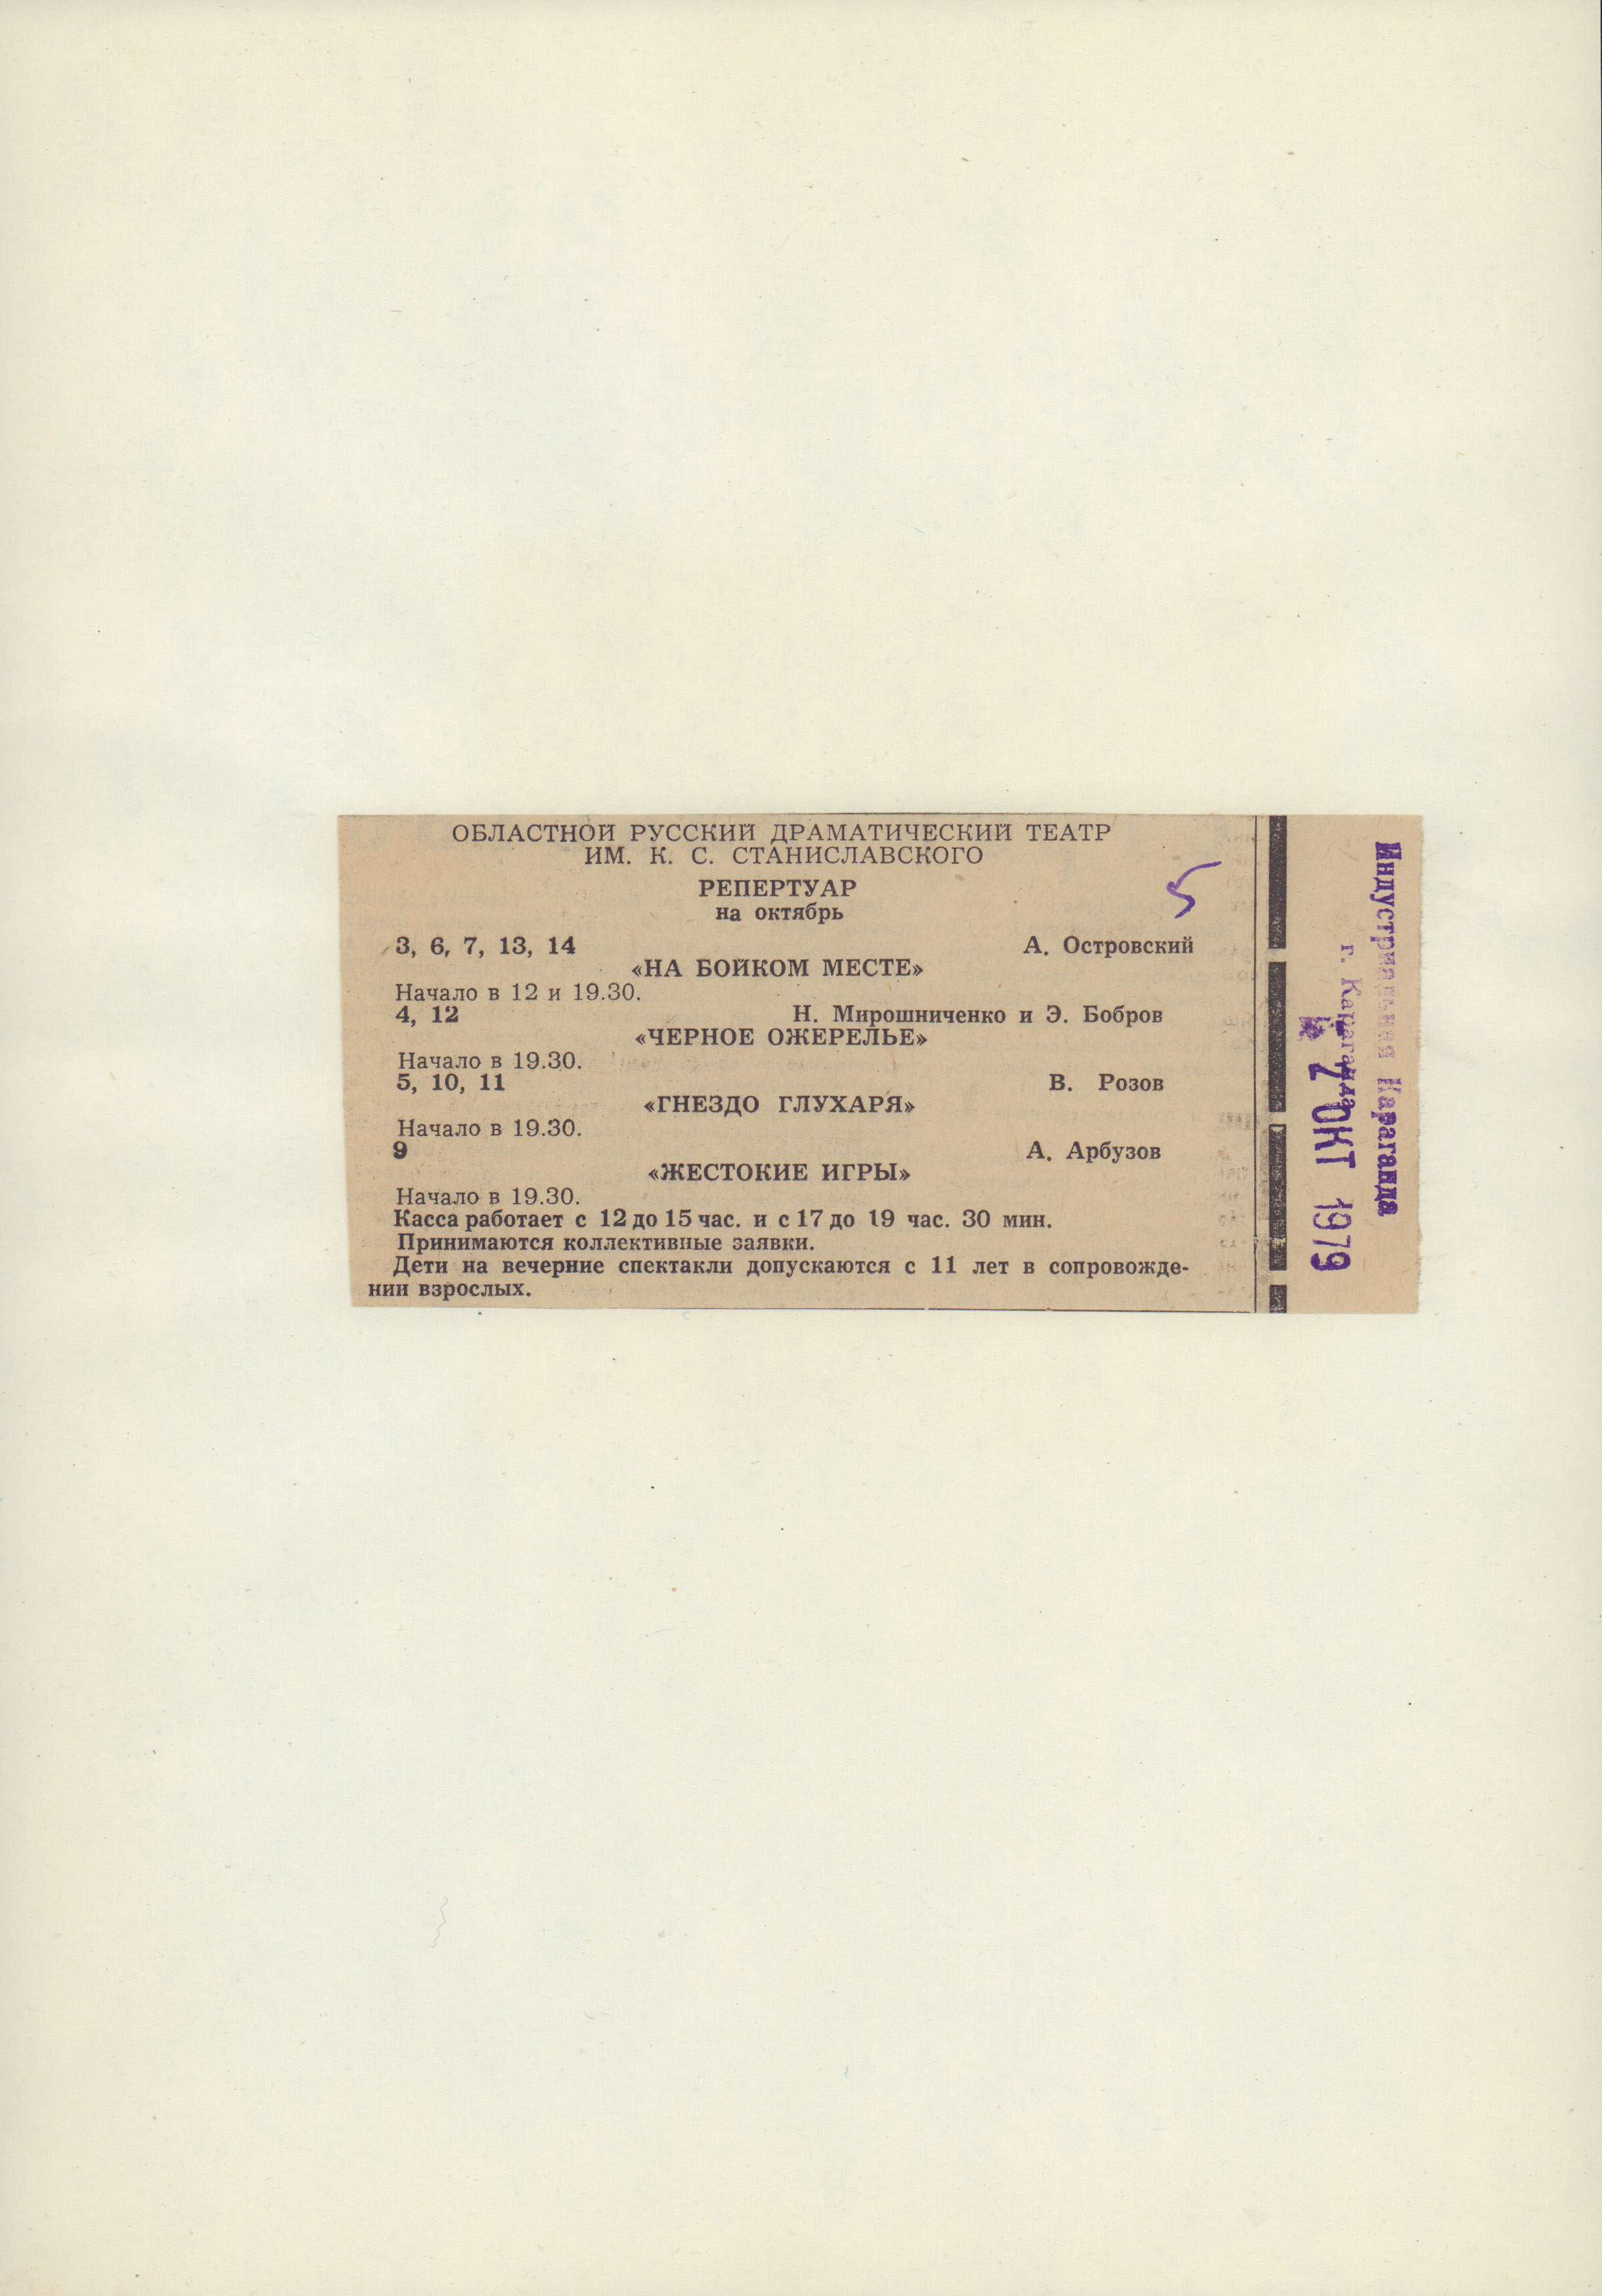 ОБЛАСТНОЙ РУССКИЙ ДРАМАТИЧЕСКИЙ ТЕАТР
ИМ. К. С. СТАНИСЛАВСКОГО
РЕПЕРТУАР
на октябрь
5
3, 6, 7, 13, 14 А. Островский
«НА БОЙКОМ МЕСТЕ»
Начало в 12 и 19.30.
4, 12 Н. Мирошниченко и Э. Бобров
«ЧЕРНОЕ ОЖЕРЕЛЬЕ»
Начало в 19.30.
5, 10, 11 В. Розов
«ГНЕЗДО ГЛУХАРЯ»
Начало в 19.30.
9 А. Арбузов
«ЖЕСТОКИЕ ИГРЫ»
Начало в 19.30.
Касса работает с 12 до 15 час. и с 17 до 19 час. 30 мин.
Принимаются коллективные заявки.
Дети на вечерние спектакли допускаются с 11 лет в сопровожде-
нии взрослых.
Индустриальная Караганда
г. Караганда
2 ОКТ 1979